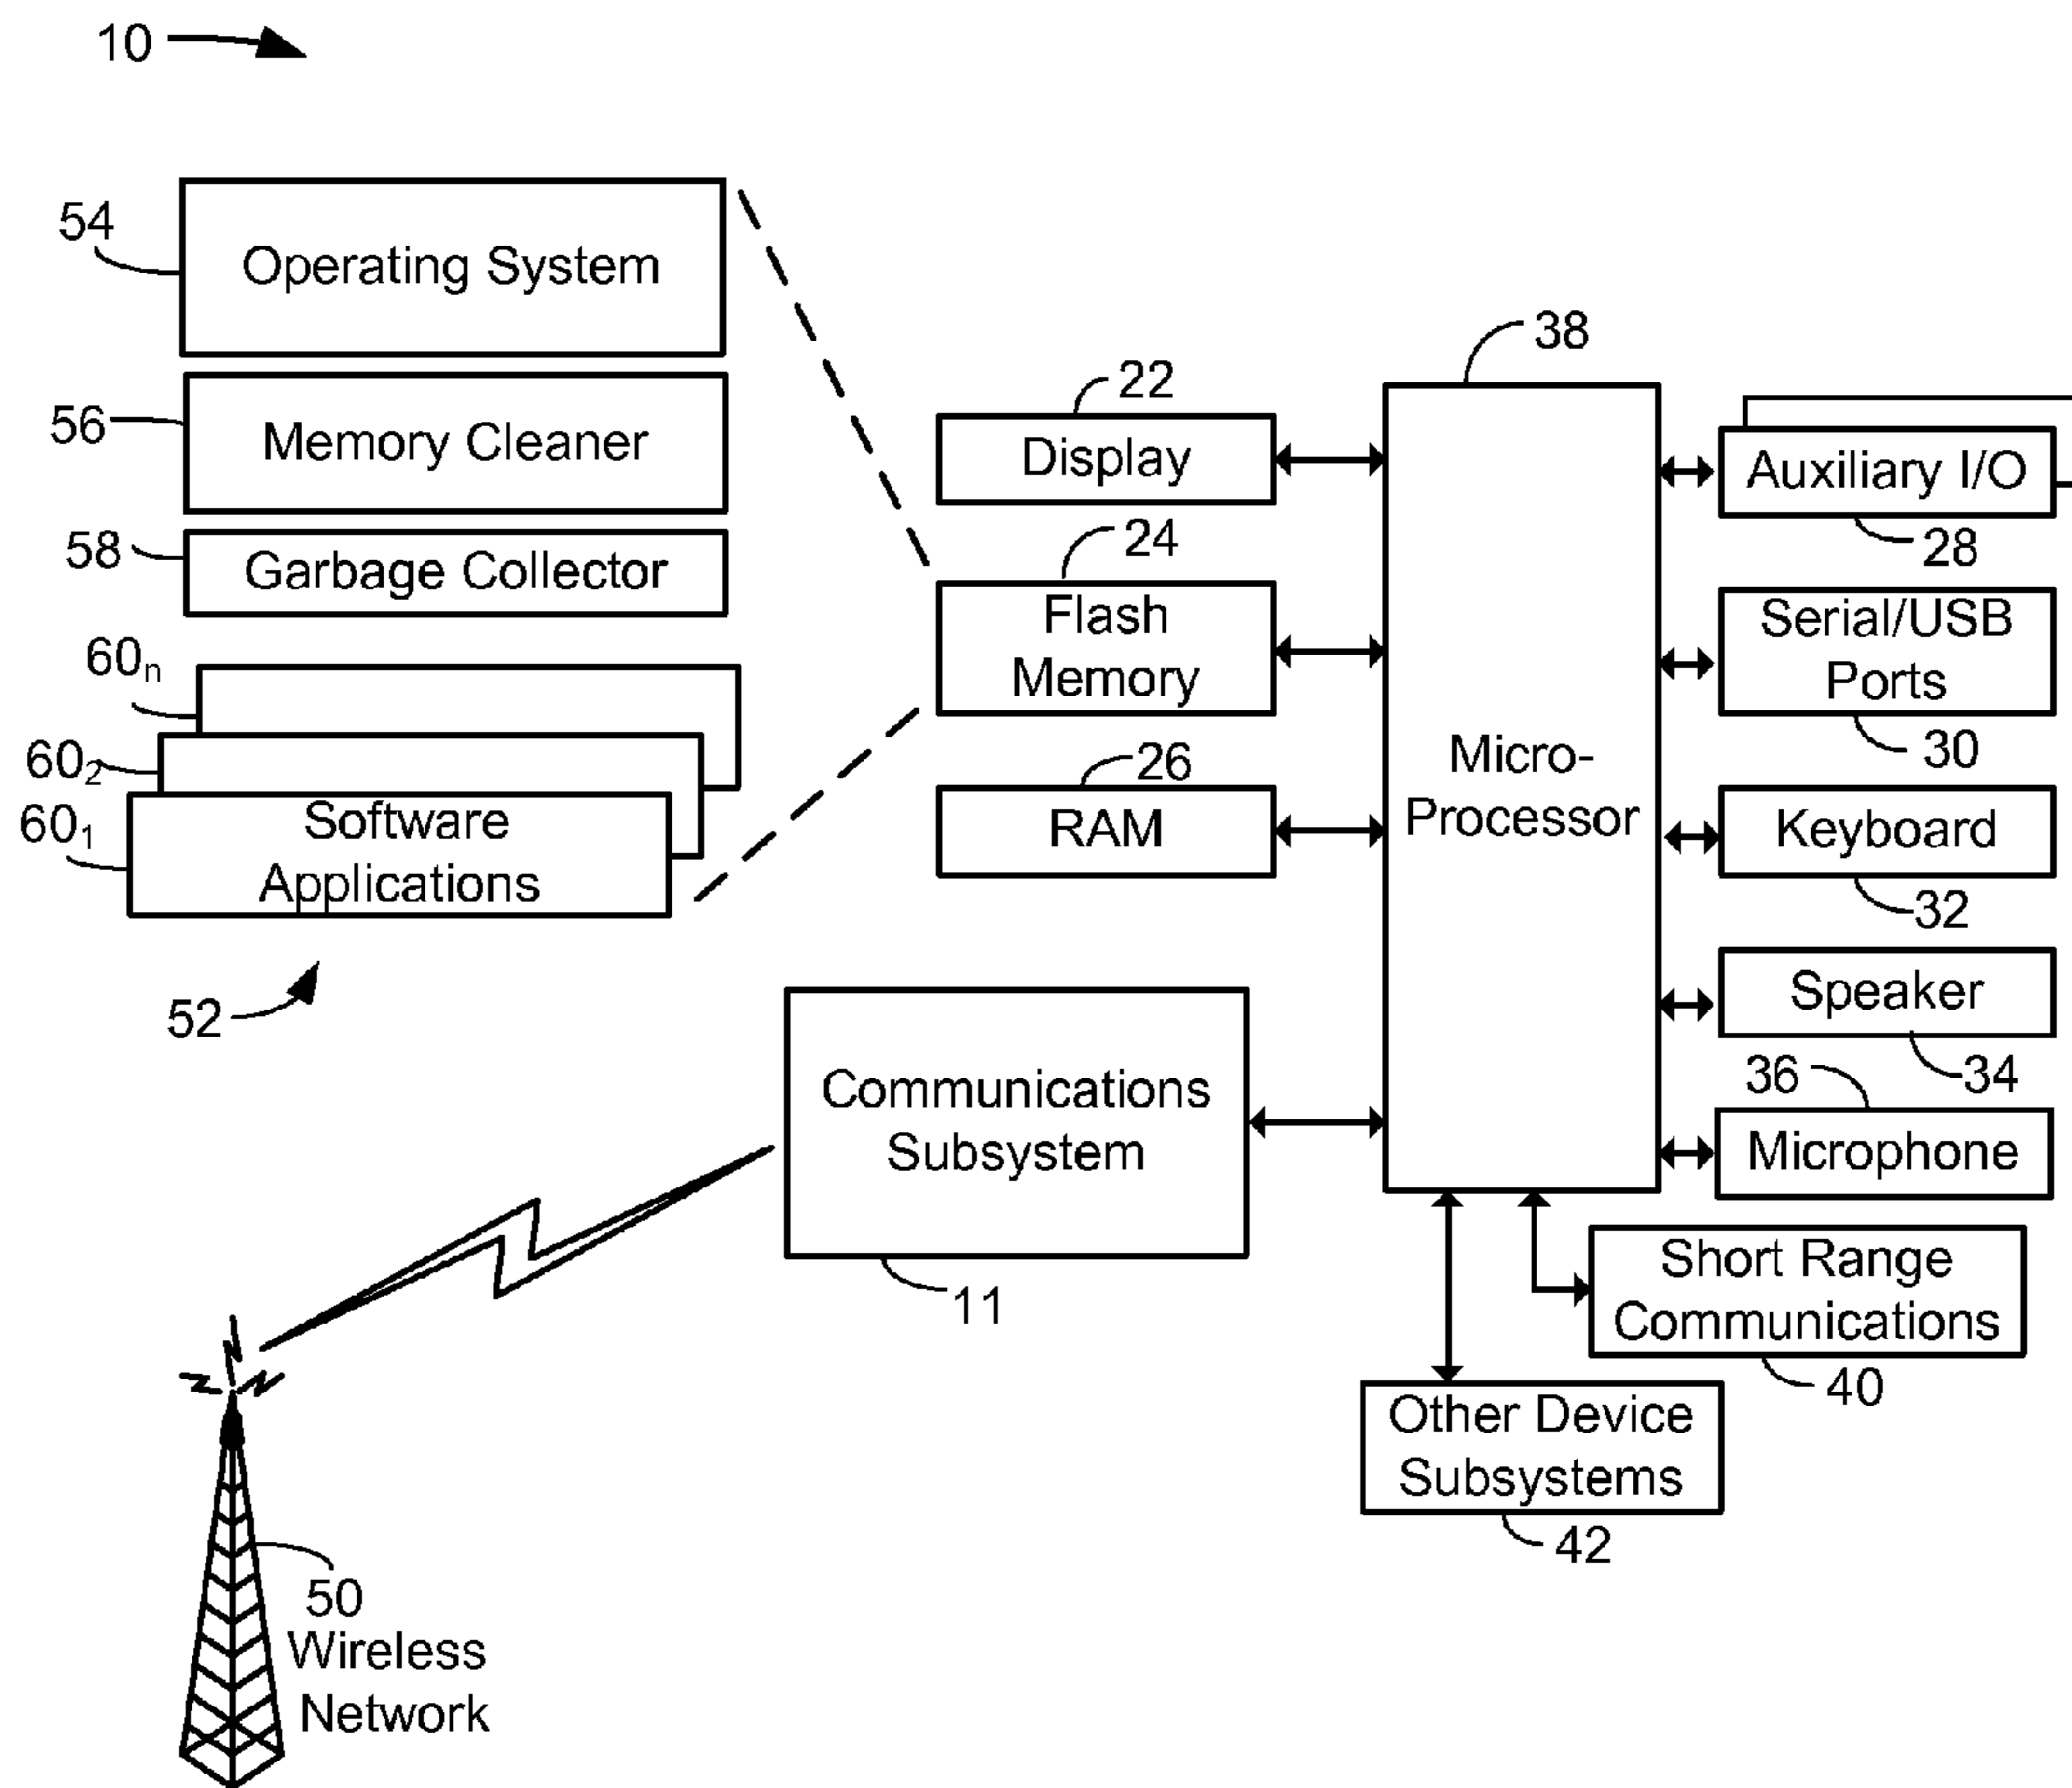 10
54
Operating System
56
Memory Cleaner
58
Garbage Collector
60n
602
601
Software
Applications
52
22
Display
24
Flash
Memory
26
RAM
38
Micro-
Processor
Auxiliary I/O
28
Serial/USB
Ports
30
Keyboard
32
Speaker
34
36
Microphone
Communications
Subsystem
11
Short Range
Communications
40
Other Device
Subsystems
42
50
Wireless
Network